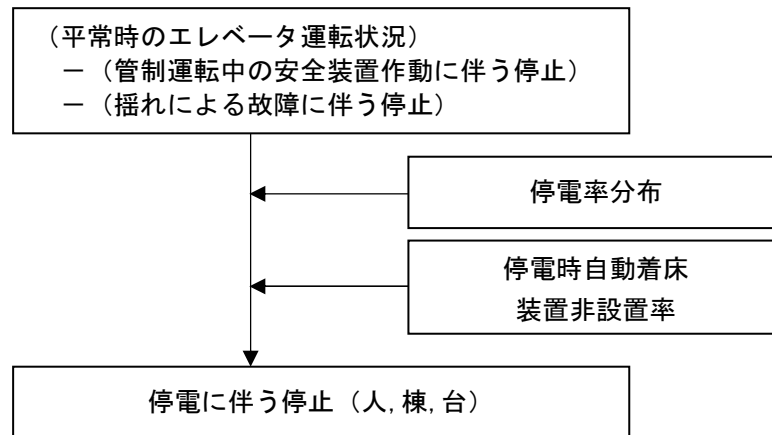 （平常時のエレベータ運転状況）
－（管制運転中の安全装置作動に伴う停止）
－（揺れによる故障に伴う停止）
停電率分布
停電時自動着床
装置非設置率
停電に伴う停止（人,棟,台）